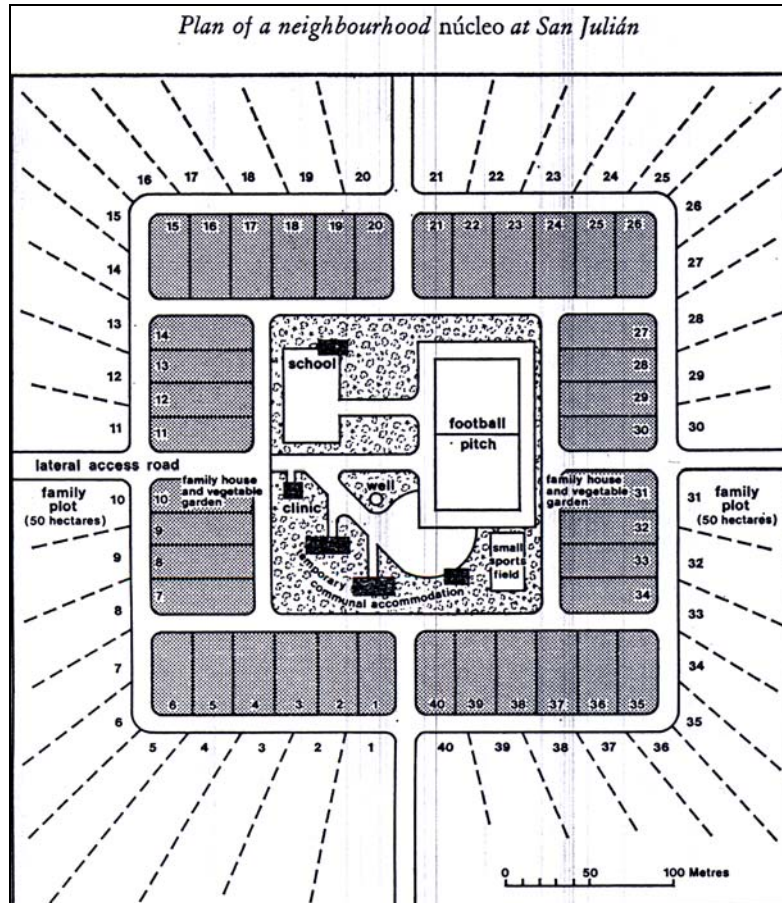 Plan of a neighbourhood núcleo at San Julián
16 17 18 19 20 21 22 23 24 25
15 14 13 12 11
26 27 28 29 30
15 16 17 18 19 20
21 22 23 24 25 26
14
13
12
11
27
28
29
30
school
football
pitch
lateral access road
family
plot
(50 hectares)
10
9
8
7
6
family house
and vegetable
garden
10
9
8
7
clinic
well
temporary
communal accommodation
small
sports
field
family house
and vegetable
garden
31
32
33
34
31
family
plot
(50 hectares)
32
33
34
35
6 5 4 3 2 1
40 39 38 37 36 35
5 4 3 2 1 40 39 38 37 36
0 50 100 Metres